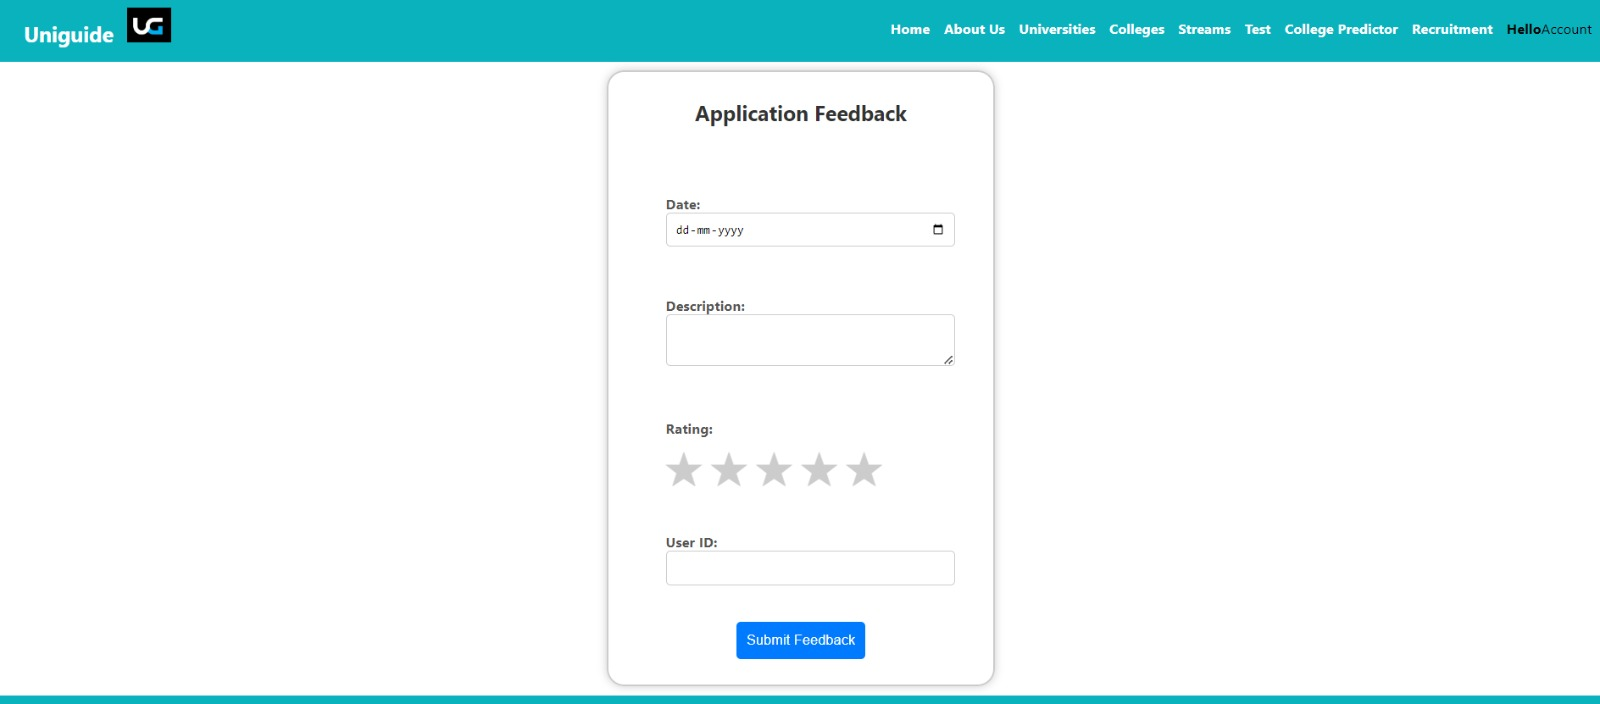 Uniguide UG Home About Us Universities Colleges Streams Test College Predictor Recruitment HelloAccount
Application Feedback
Date:
dd-mm-yyyy
Description:
Rating:
User ID:
Submit Feedback